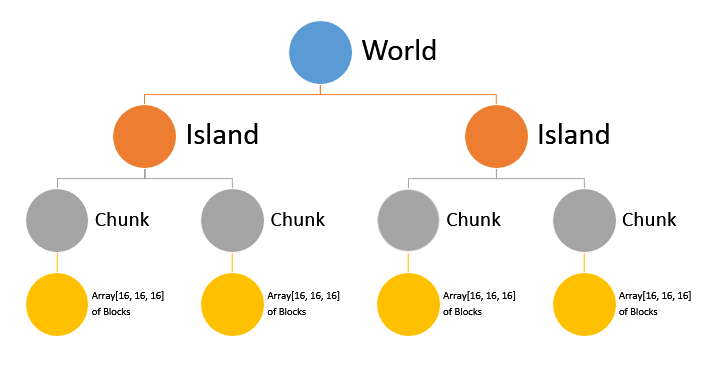 World
Island
Island
Chunk
Chunk
Chunk
Chunk
Array[16, 16, 16]
of Blocks
Array[16, 16, 16]
of Blocks
Array[16, 16, 16]
of Blocks
Array[16, 16, 16]
of Blocks